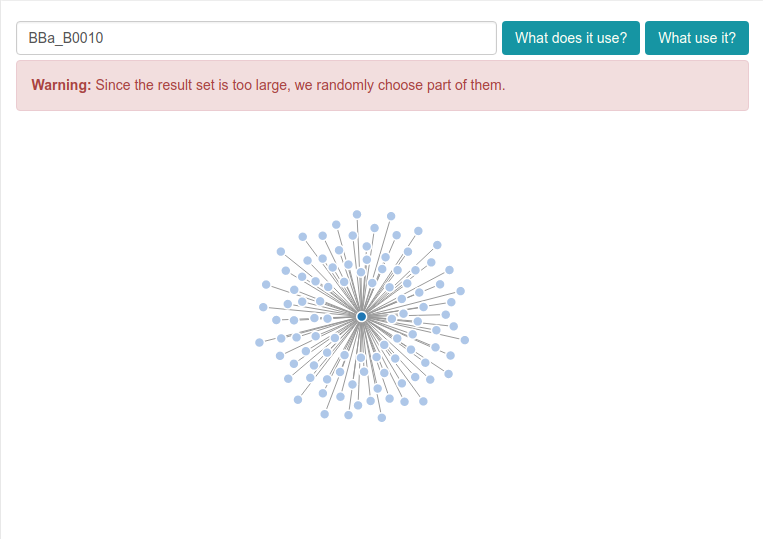 BBa_B0010
What does it use?
What use it?
Warning: Since the result set is too large, we randomly choose part of them.